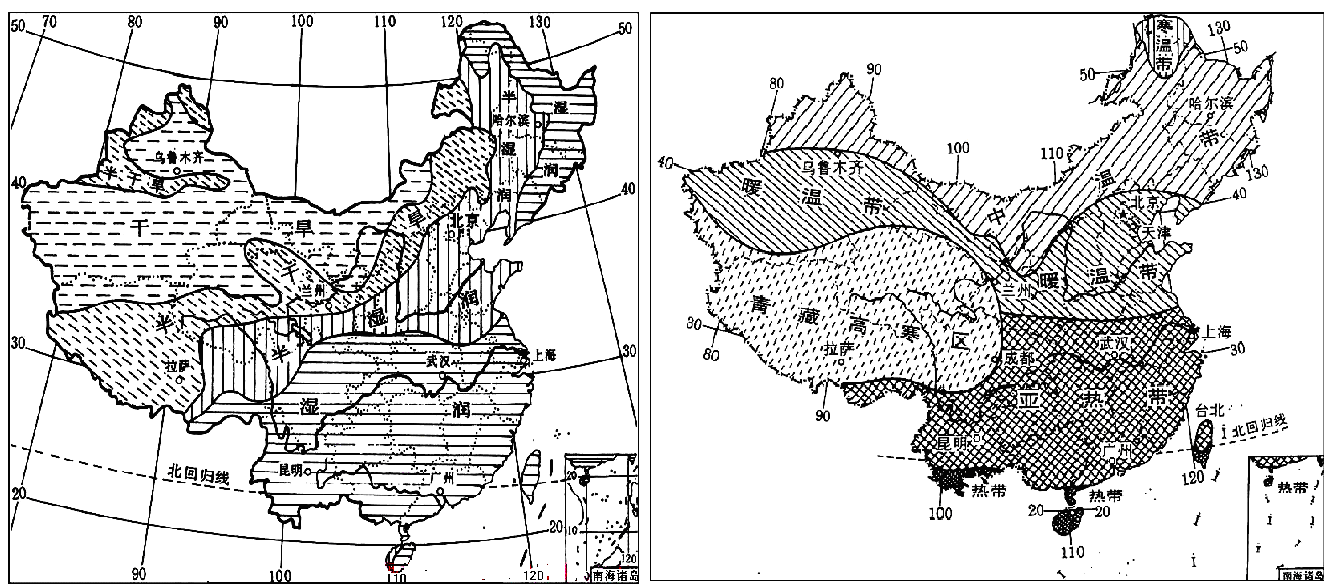 70 80 90 100 110 120 130
50 50
半 湿 润
湿 润
哈尔滨
乌鲁木齐
半干旱
40 40
干 旱
旱
北京
干
兰州
半
半 湿 润
30 30
拉萨
武汉
上海
湿 润
昆明
广州
北回归线
20 20
20
10
120
南海诸岛
90 100 110 120
寒温带
130
50 50
90
80
哈尔滨
100
110
中 温 带
130
40 40
乌鲁木齐
暖 温 带
北京
天津
兰州
暖 温 带
青 藏 高 寒 区
30 30
80
拉萨
90
成都
武汉
上海
亚 热 带
台北
昆明
广州
北回归线
热带
热带
120
100
20 20
110
热带
南海诸岛